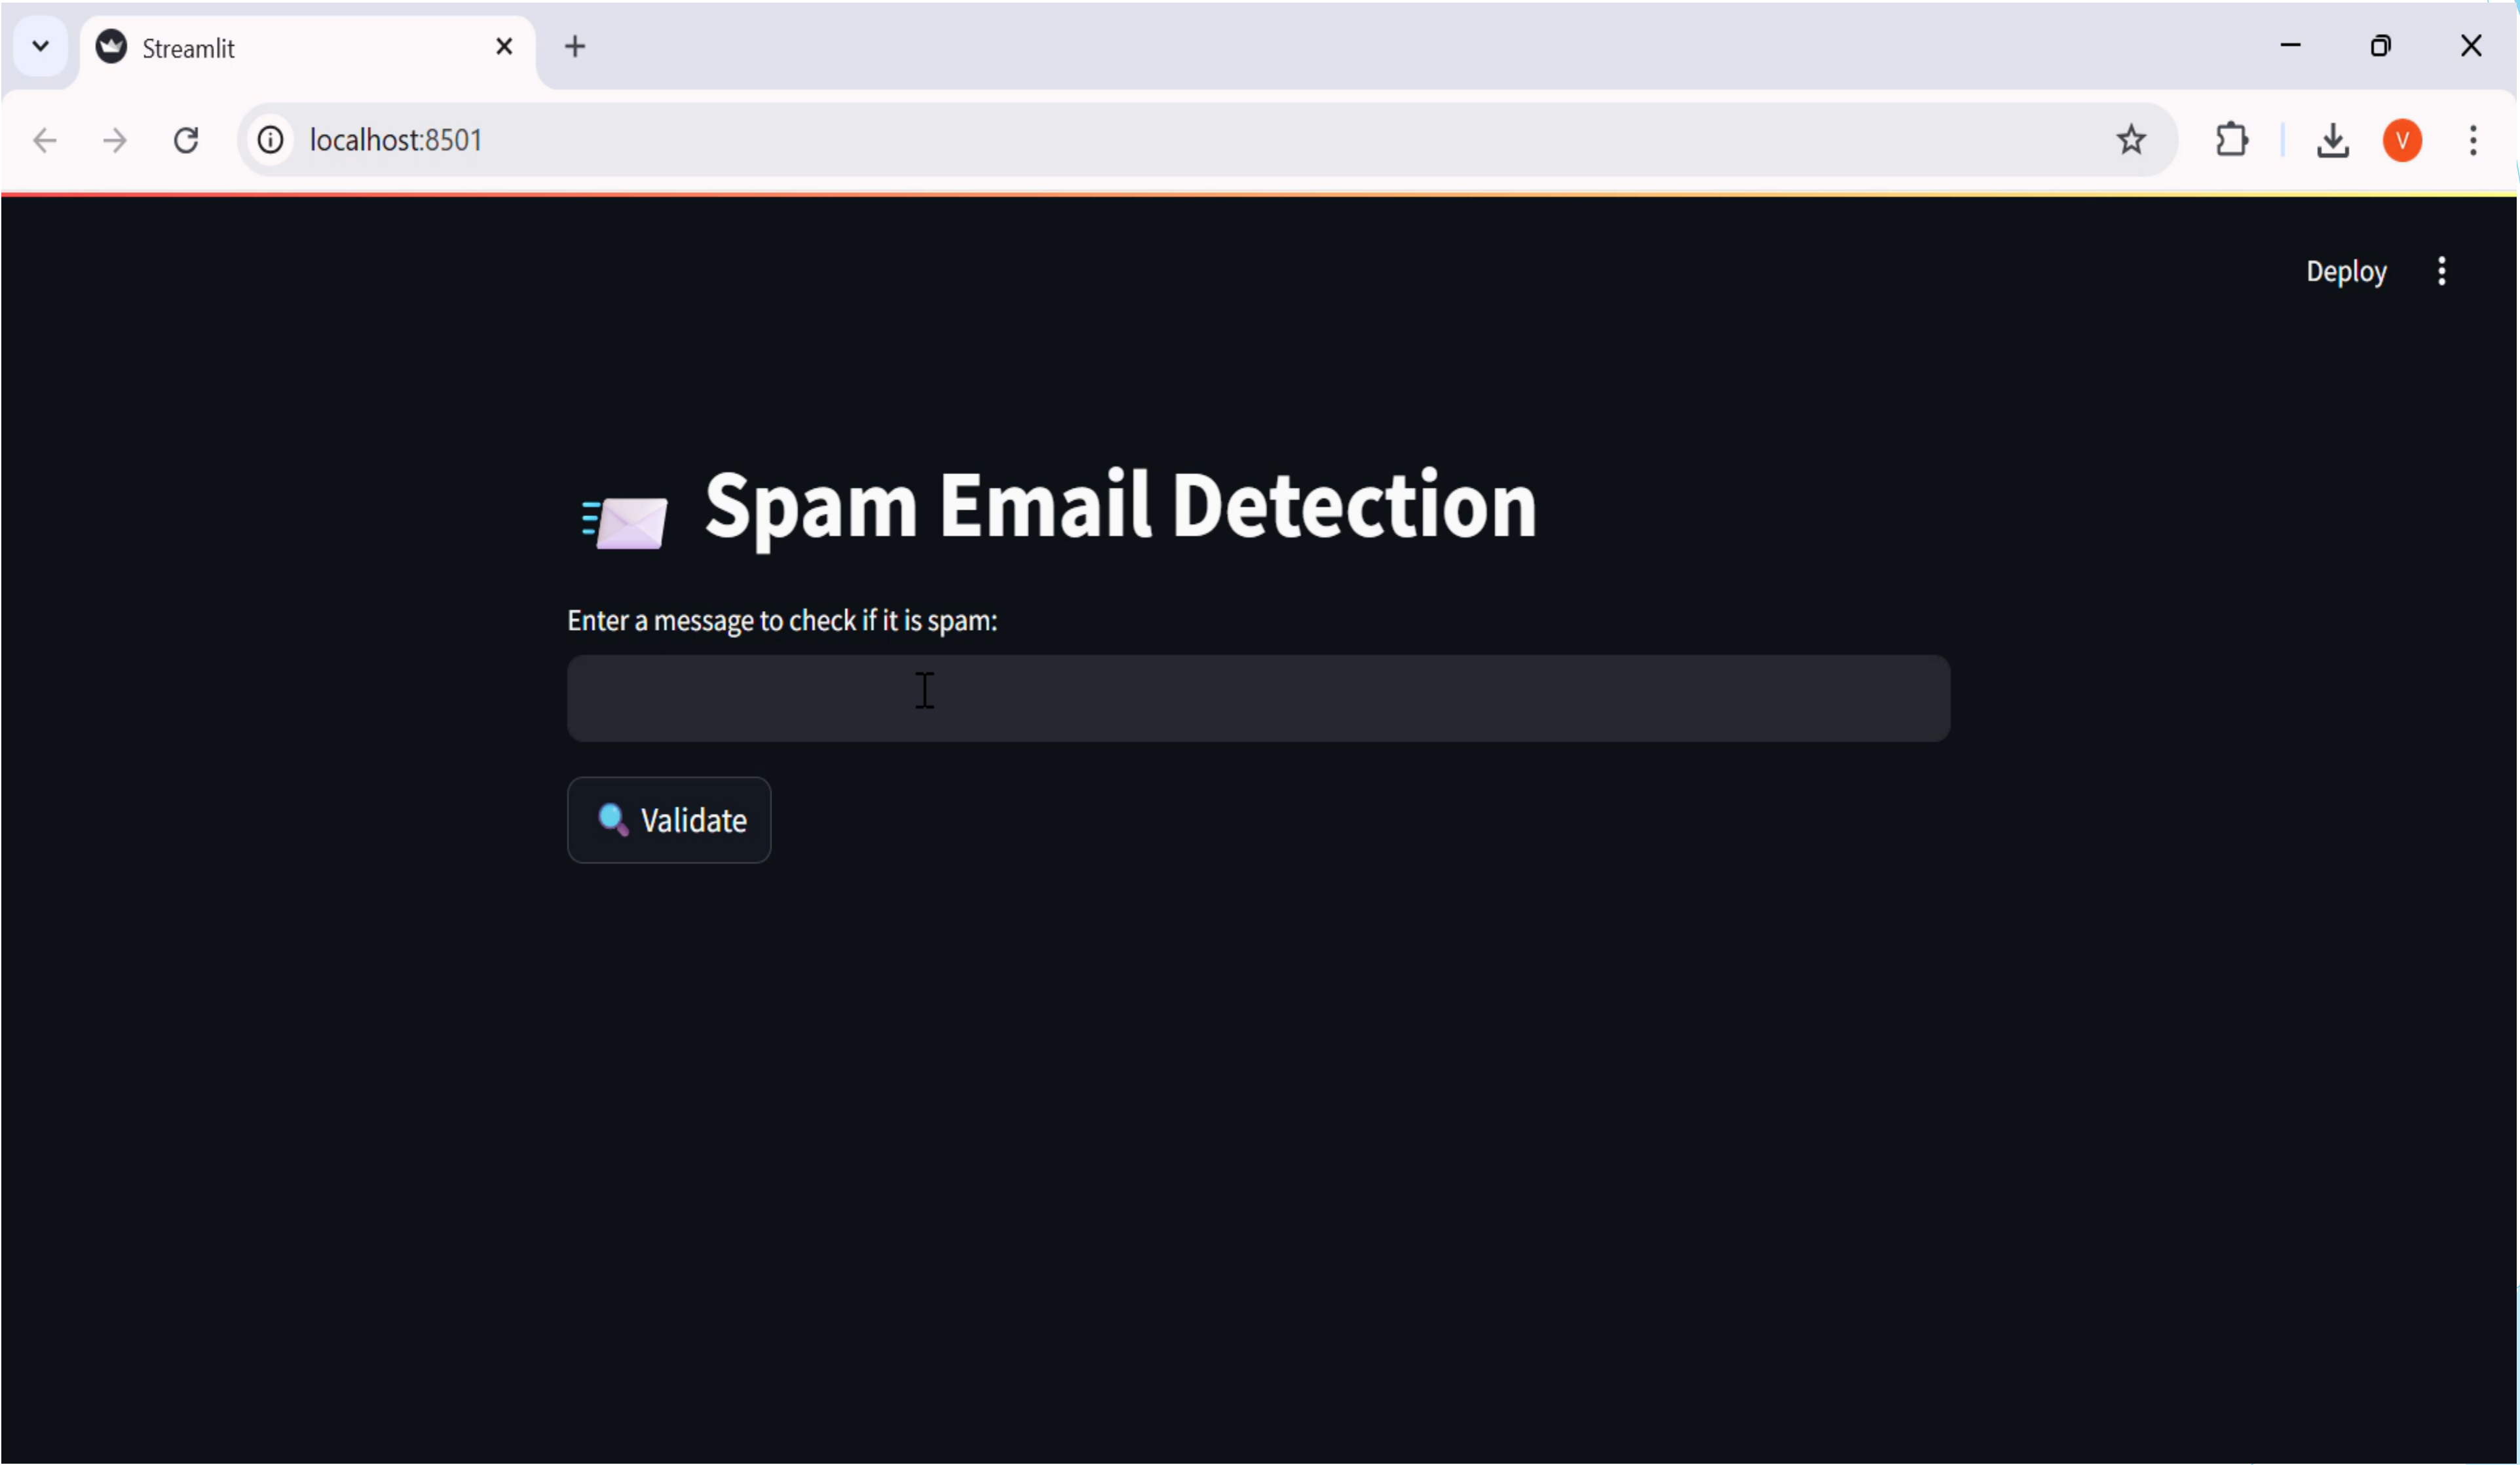 Streamlit
localhost:8501
V
Deploy
Spam Email Detection
Enter a message to check if it is spam:
Validate